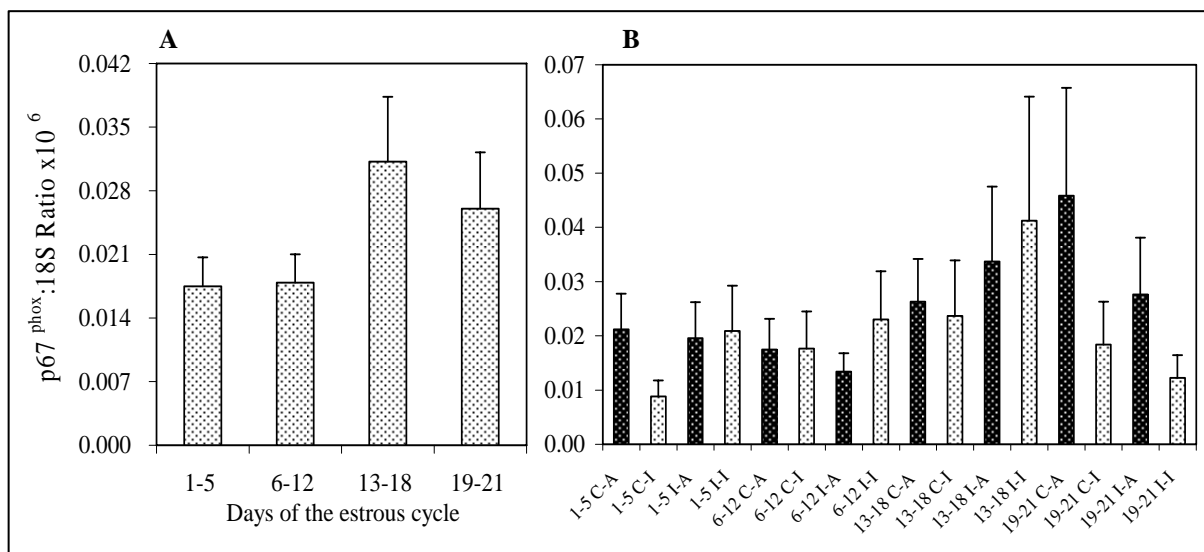 A
B
p67 phox:18S Ratio x10 6
0.042
0.035
0.028
0.021
0.014
0.007
0.000
1-5 6-12 13-18 19-21
Days of the estrous cycle
0.07
0.06
0.05
0.04
0.03
0.02
0.01
0.00
1-5 C-A
1-5 C-I
1-5 I-A
1-5 I-I
6-12 C-A
6-12 C-I
6-12 I-A
6-12 I-I
13-18 C-A
13-18 C-I
13-18 I-A
13-18 I-I
19-21 C-A
19-21 C-I
19-21 I-A
19-21 I-I